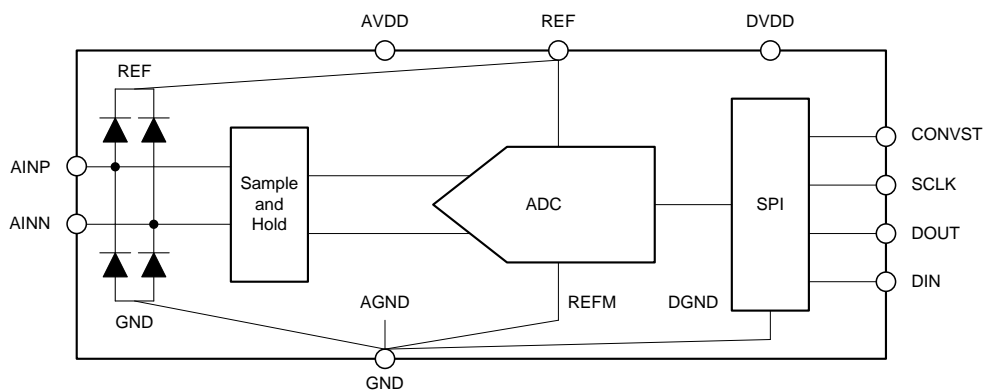 AVDD
REF
DVDD
REF
CONVST
AINP
Sample
and
Hold
ADC
SPI
SCLK
AINN
DOUT
DIN
AGND
REFM
DGND
GND
GND